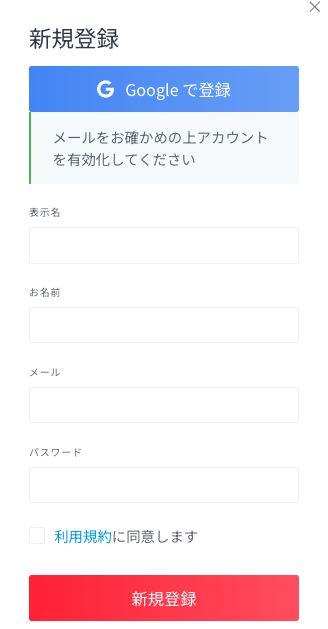 新規登録
Google で登録
メールをお確かめの上アカウント
を有効化してください
表示名
お名前
メール
パスワード
利用規約に同意します
新規登録